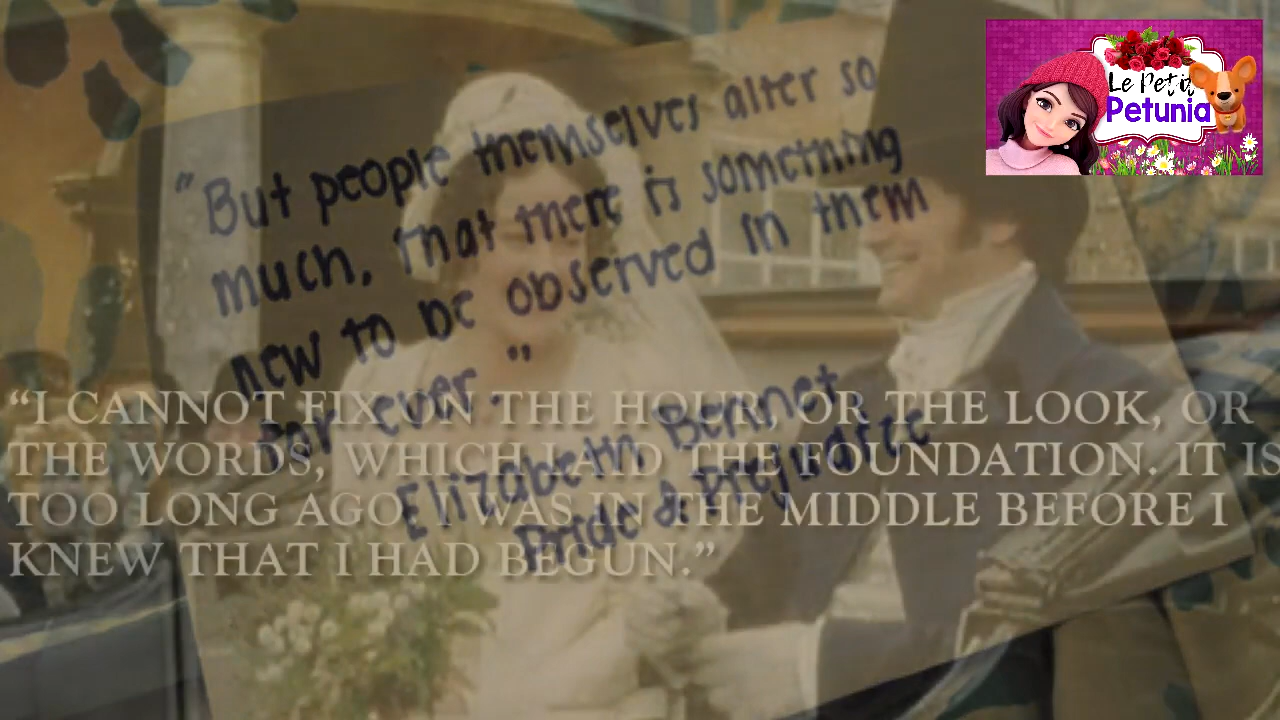 Le Petit
Petunia
"But people themselves alter so
much, that there is something
new to be observed in them
for ever."
Elizabeth Bennet
Pride & Prejudice
“I CANNOT FIX ON THE HOUR, OR THE LOOK, OR
THE WORDS, WHICH LAID THE FOUNDATION. IT IS
TOO LONG AGO. I WAS IN THE MIDDLE BEFORE I
KNEW THAT I HAD BEGUN.”